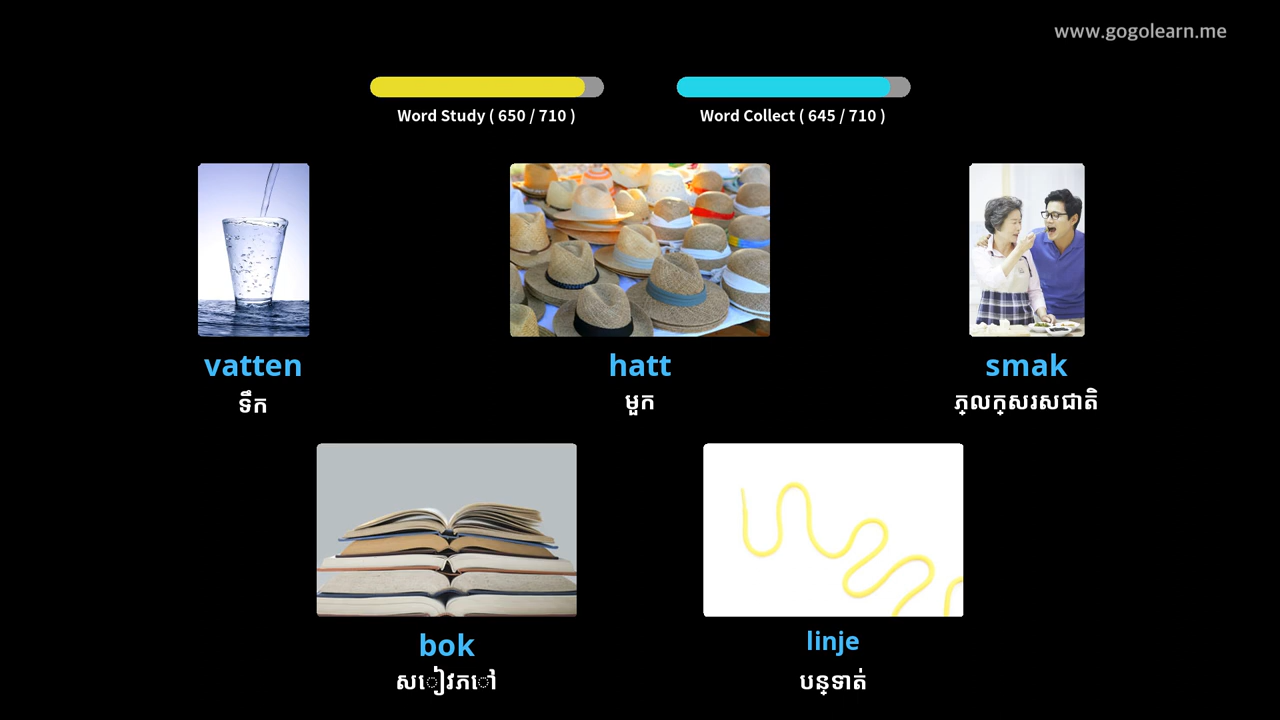 www.gogolearn.me
Word Study ( 650 / 710 )
Word Collect ( 645 / 710 )
vatten
ទឹក
hatt
មួក
smak
ភ្លក្សរសជាតិ
bok
សៀវភៅ
linje
បន្ទាត់